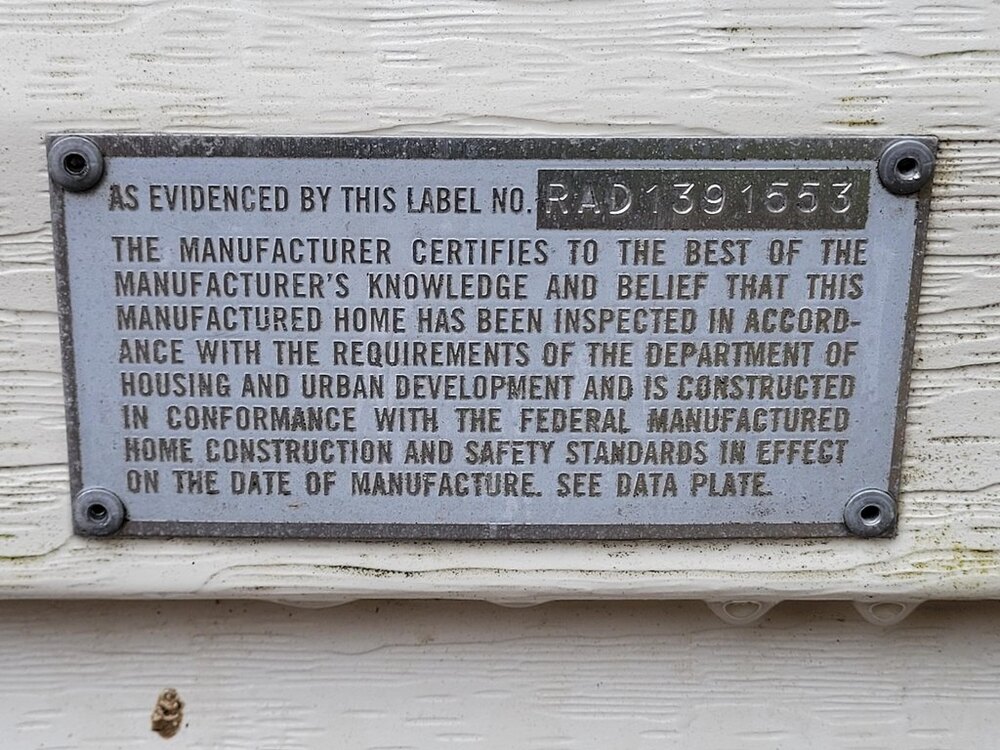 AS EVIDENCED BY THIS LABEL NO. RAD1391553
THE MANUFACTURER CERTIFIES TO THE BEST OF THE
MANUFACTURER'S KNOWLEDGE AND BELIEF THAT THIS
MANUFACTURED HOME HAS BEEN INSPECTED IN ACCORD-
ANCE WITH THE REQUIREMENTS OF THE DEPARTMENT OF
HOUSING AND URBAN DEVELOPMENT AND IS CONSTRUCTED
IN CONFORMANCE WITH THE FEDERAL MANUFACTURED
HOME CONSTRUCTION AND SAFETY STANDARDS IN EFFECT
ON THE DATE OF MANUFACTURE. SEE DATA PLATE.